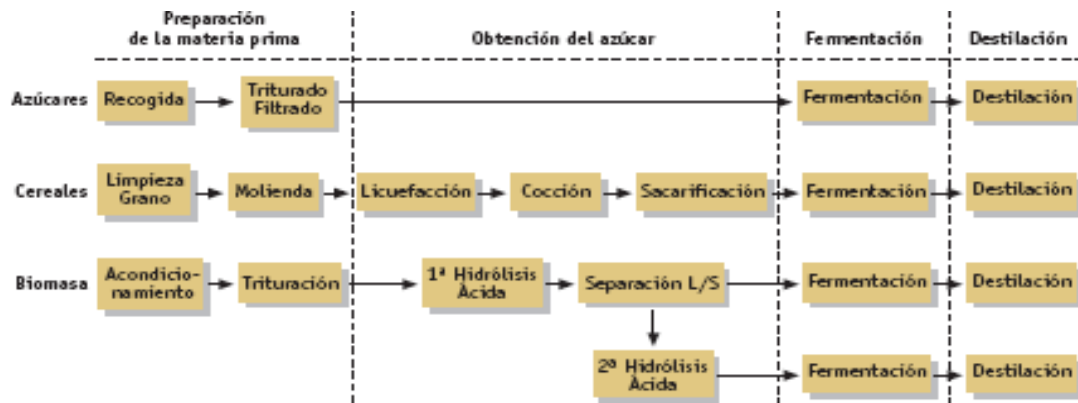 Preparación
de la materia prima
Obtención del azúcar
Fermentación
Destilación
Azúcares
Recogida
Triturado
Filtrado
Fermentación
Destilación
Cereales
Limpieza
Grano
Molienda
Licuefacción
Cocción
Sacarificación
Fermentación
Destilación
Biomasa
Acondicio-
namiento
Trituración
1ª Hidrólisis
Àcida
Separación L/S
Fermentación
Destilación
2ª Hidrólisis
Àcida
Fermentación
Destilación